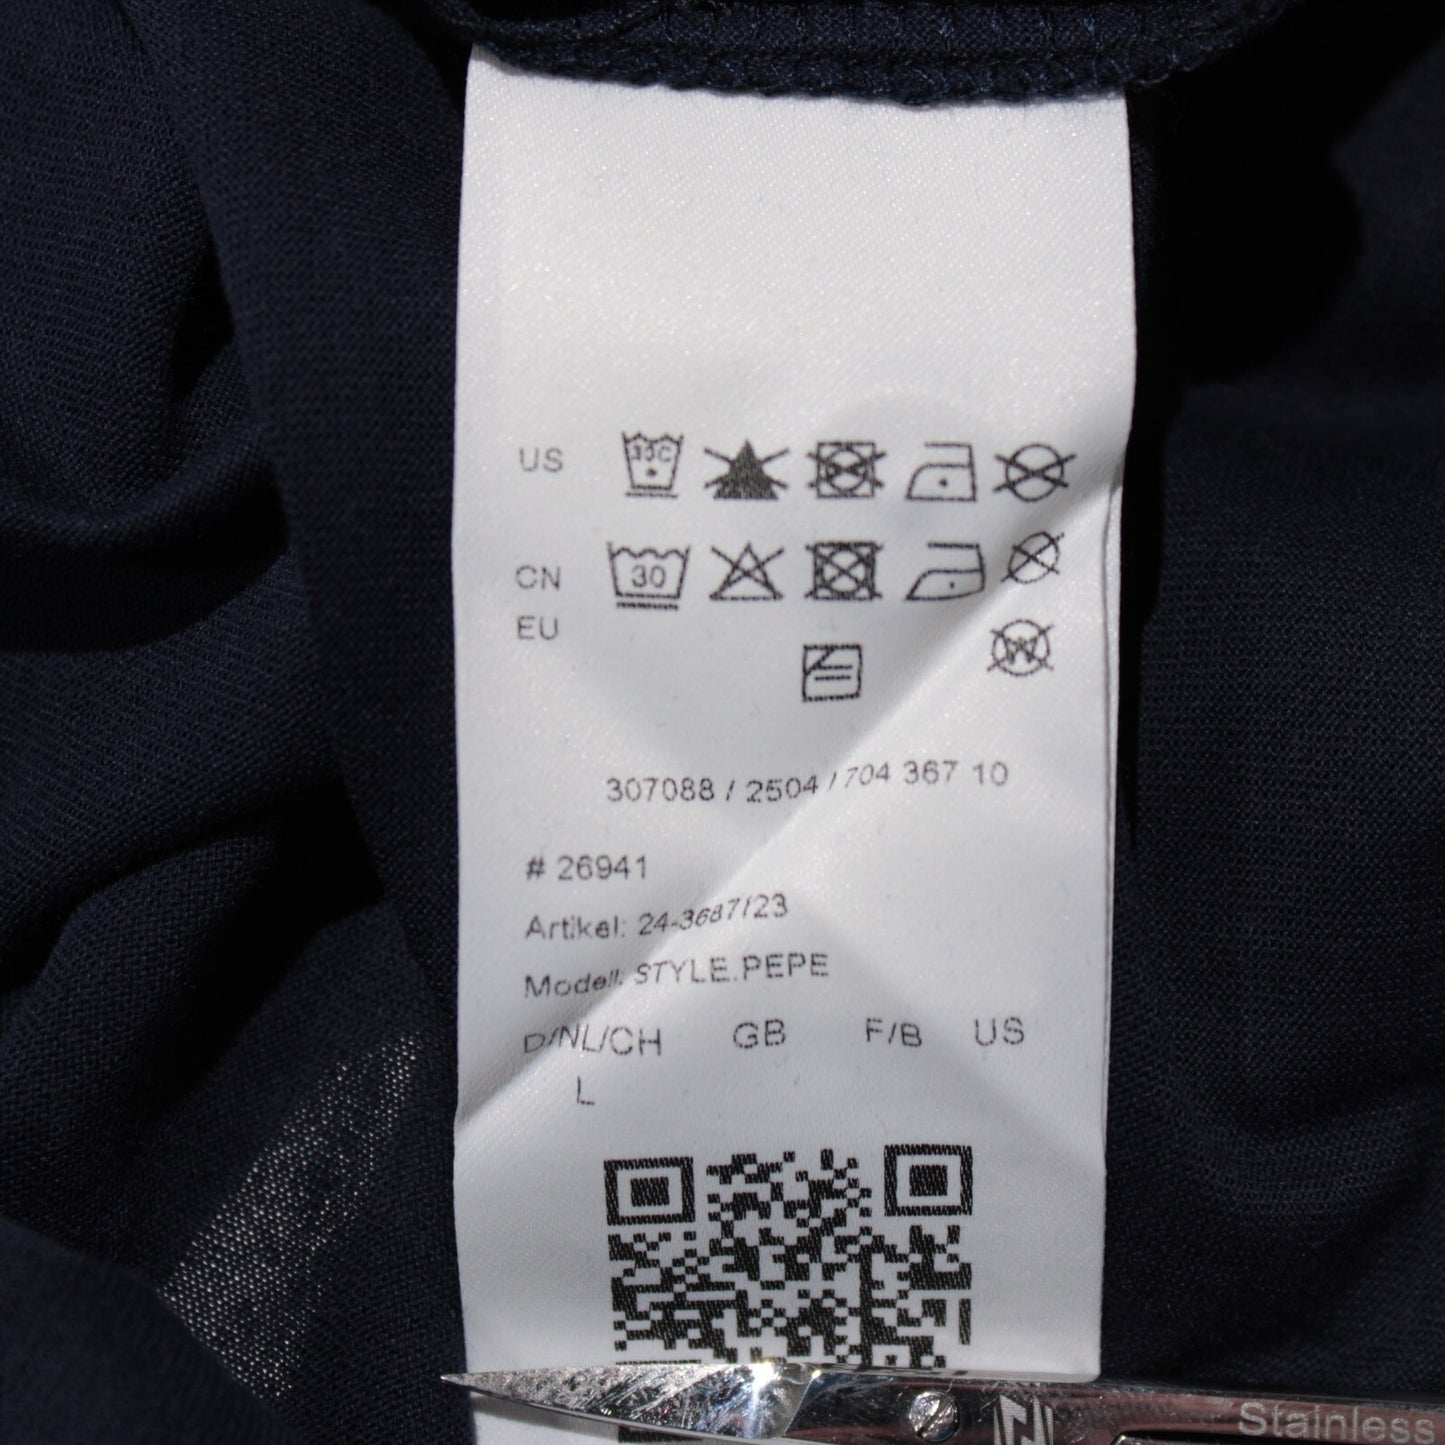 US 30C
CN 30
EU
W
307088 / 2504 / 704 367 10
# 26941
Artikel: 24-3687/23
Modell: STYLE.PEPE
D/NL/CH GB F/B US
L
Stainless